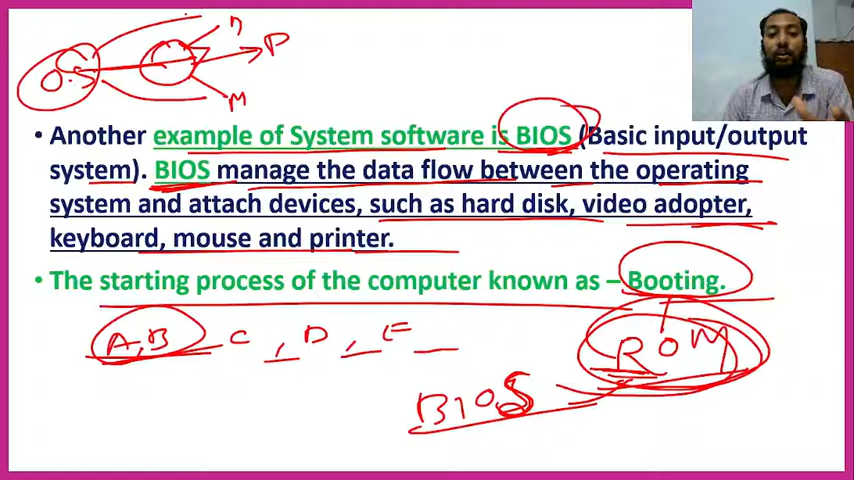 n
O.S
P
M
• Another example of System software is BIOS (Basic input/output
system). BIOS manage the data flow between the operating
system and attach devices, such as hard disk, video adopter,
keyboard, mouse and printer.
• The starting process of the computer known as – Booting.
A,B C , D , E
ROM
BIOS